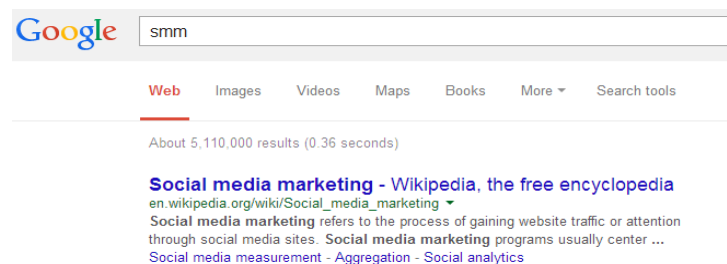 Google smm
Web Images Videos Maps Books More Search tools
About 5,110,000 results (0.36 seconds)
Social media marketing - Wikipedia, the free encyclopedia
en.wikipedia.org/wiki/Social_media_marketing
Social media marketing refers to the process of gaining website traffic or attention
through social media sites. Social media marketing programs usually center ...
Social media measurement - Aggregation - Social analytics